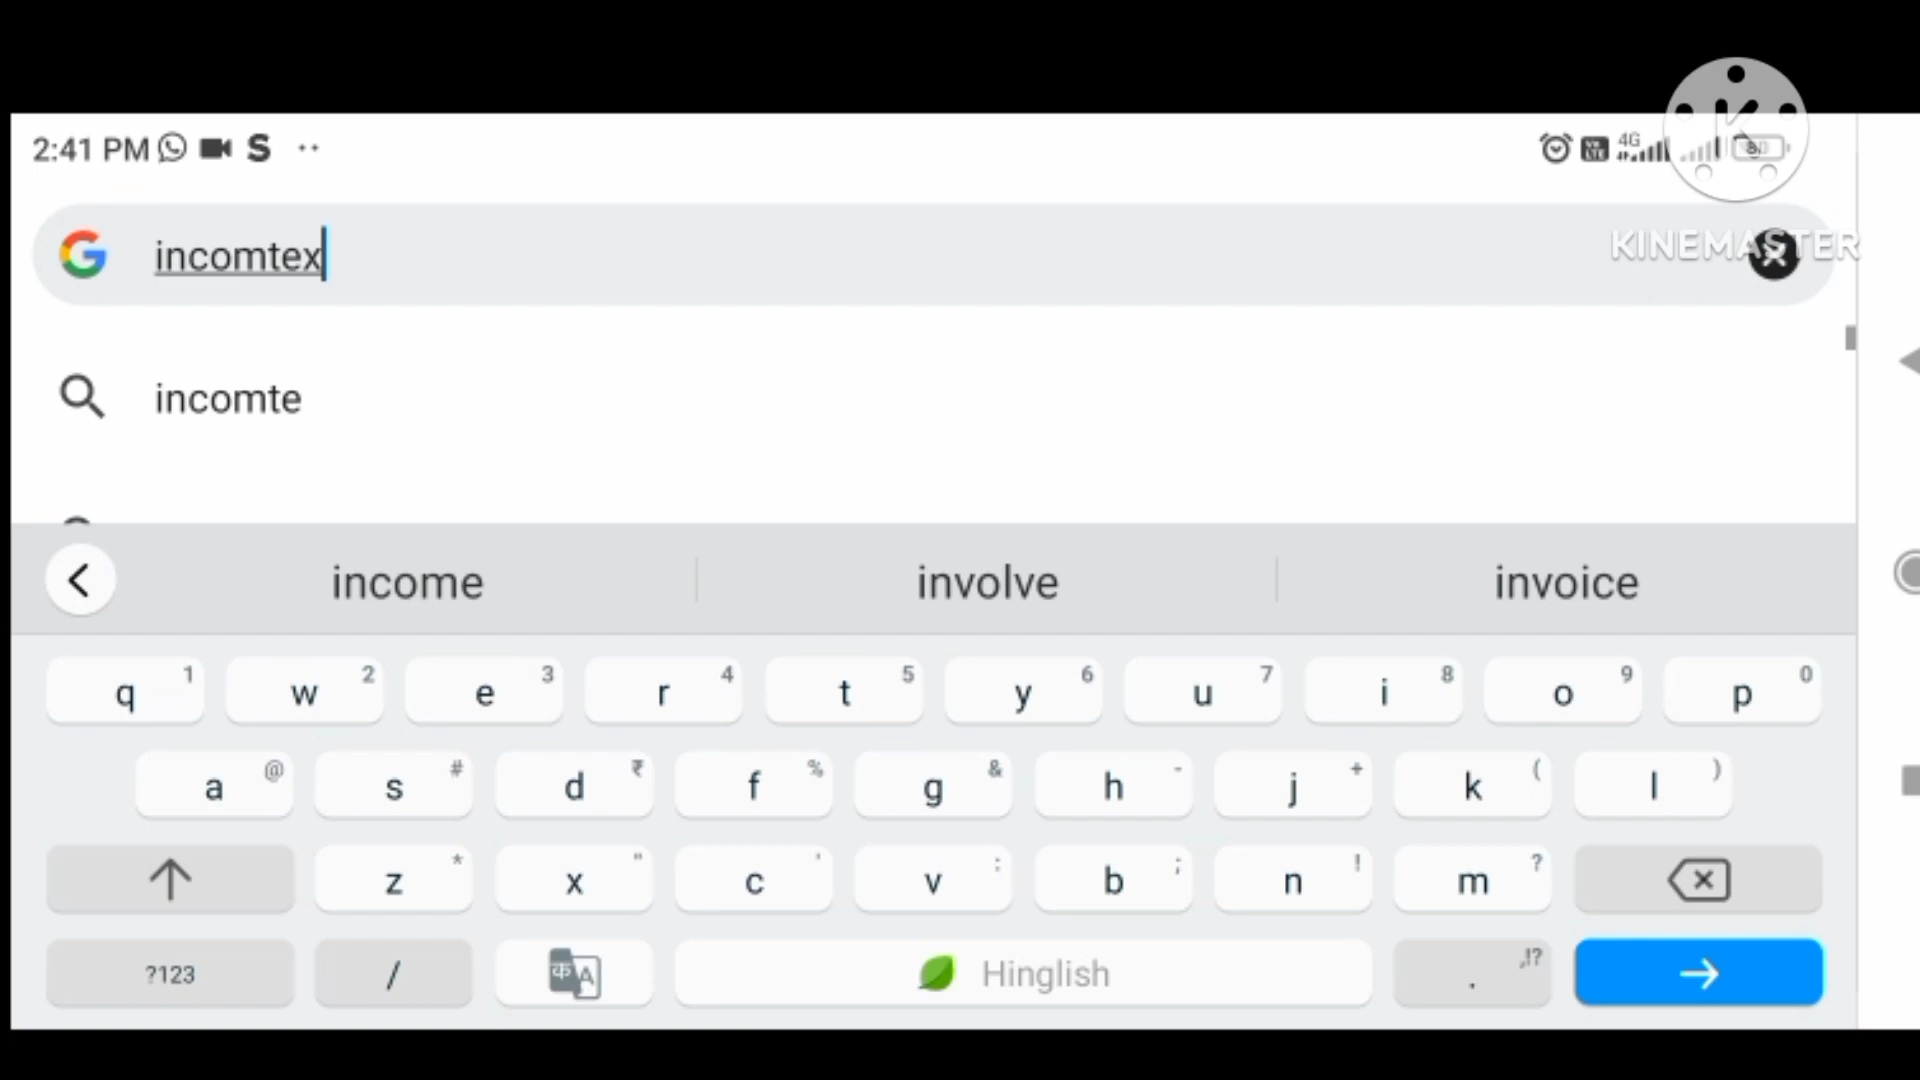 2:41 PM S
4G
KINEMASTER
incomtex
incomte
income involve invoice
q 1 w 2 e 3 r 4 t 5 y 6 u 7 i 8 o 9 p 0
a @ s # d ₹ f % g & h - j + k ( l )
z * x " c ' v : b ; n ! m ?
?123 / क A Hinglish . ,!?